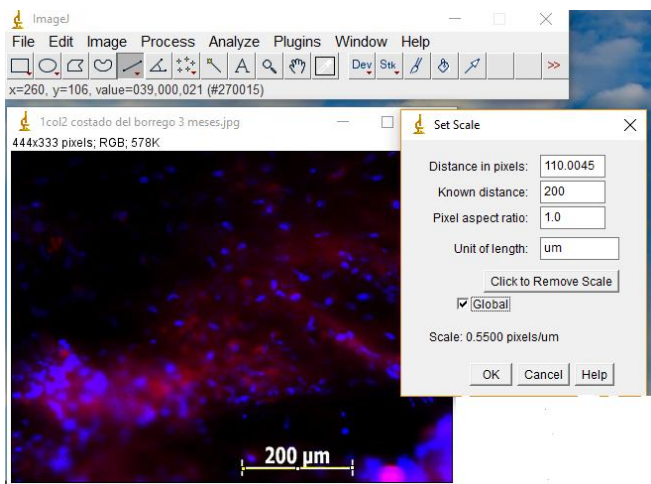 ImageJ
File Edit Image Process Analyze Plugins Window Help
A Dev Stk >>
x=260, y=106, value=039,000,021 (#270015)
1col2 costado del borrego 3 meses.jpg
444x333 pixels; RGB; 578K
200 µm
Set Scale
Distance in pixels: 110.0045
Known distance: 200
Pixel aspect ratio: 1.0
Unit of length: um
Click to Remove Scale
Global
Scale: 0.5500 pixels/um
OK Cancel Help